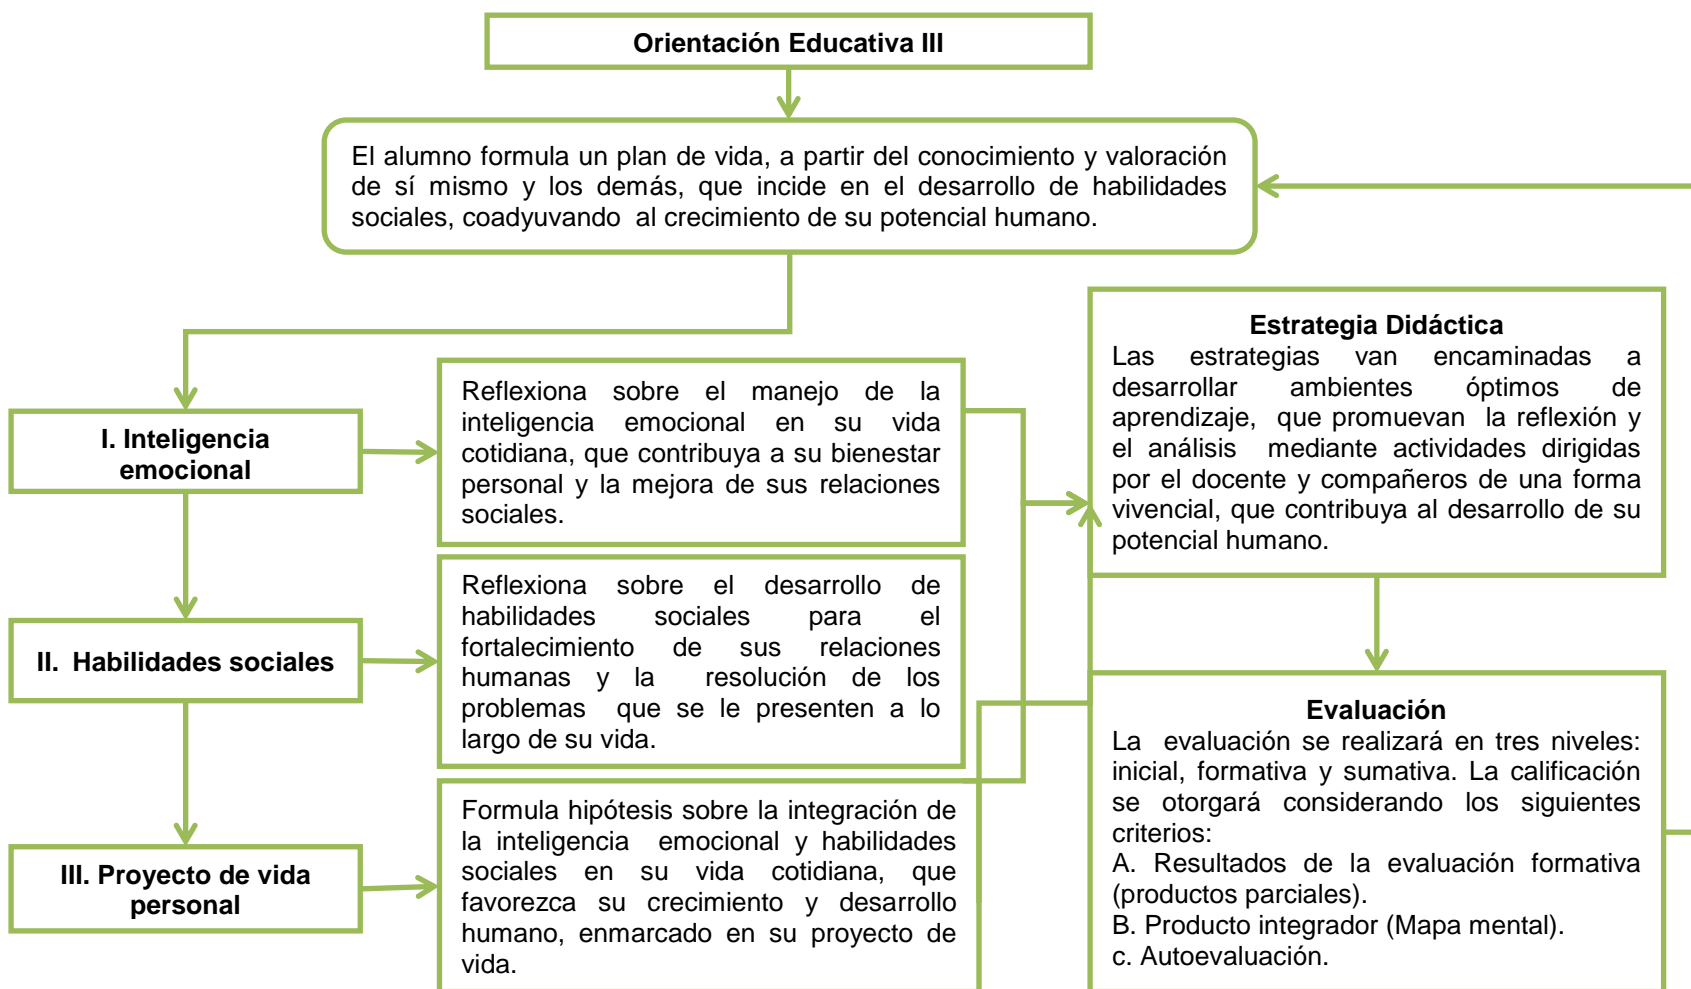 Orientación Educativa III
El alumno formula un plan de vida, a partir del conocimiento y valoración
de sí mismo y los demás, que incide en el desarrollo de habilidades
sociales, coadyuvando al crecimiento de su potencial humano.
I. Inteligencia
emocional
Reflexiona sobre el manejo de la
inteligencia emocional en su vida
cotidiana, que contribuya a su bienestar
personal y la mejora de sus relaciones
sociales.
II. Habilidades sociales
Reflexiona sobre el desarrollo de
habilidades sociales para el
fortalecimiento de sus relaciones
humanas y la resolución de los
problemas que se le presenten a lo
largo de su vida.
III. Proyecto de vida
personal
Formula hipótesis sobre la integración de
la inteligencia emocional y habilidades
sociales en su vida cotidiana, que
favorezca su crecimiento y desarrollo
humano, enmarcado en su proyecto de
vida.
Estrategia Didáctica
Las estrategias van encaminadas a
desarrollar ambientes óptimos de
aprendizaje, que promuevan la reflexión y
el análisis mediante actividades dirigidas
por el docente y compañeros de una forma
vivencial, que contribuya al desarrollo de su
potencial humano.
Evaluación
La evaluación se realizará en tres niveles:
inicial, formativa y sumativa. La calificación
se otorgará considerando los siguientes
criterios:
A. Resultados de la evaluación formativa
(productos parciales).
B. Producto integrador (Mapa mental).
c. Autoevaluación.